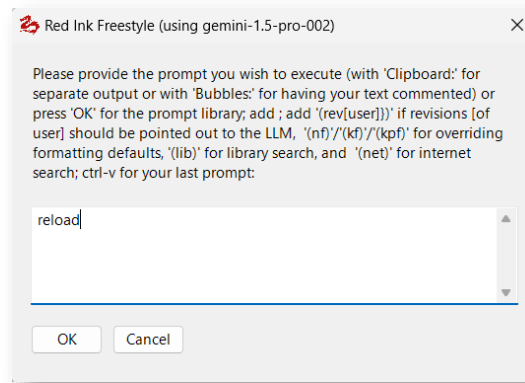 Red Ink Freestyle (using gemini-1.5-pro-002)
Please provide the prompt you wish to execute (with 'Clipboard:' for
separate output or with 'Bubbles:' for having your text commented) or
press 'OK' for the prompt library; add ; add '(rev[user]})' if revisions [of
user] should be pointed out to the LLM,  '(nf)'/'(kf)'/'(kpf)' for overriding
formatting defaults, '(lib)' for library search, and  '(net)' for internet
search; ctrl-v for your last prompt:
reload
OK
Cancel